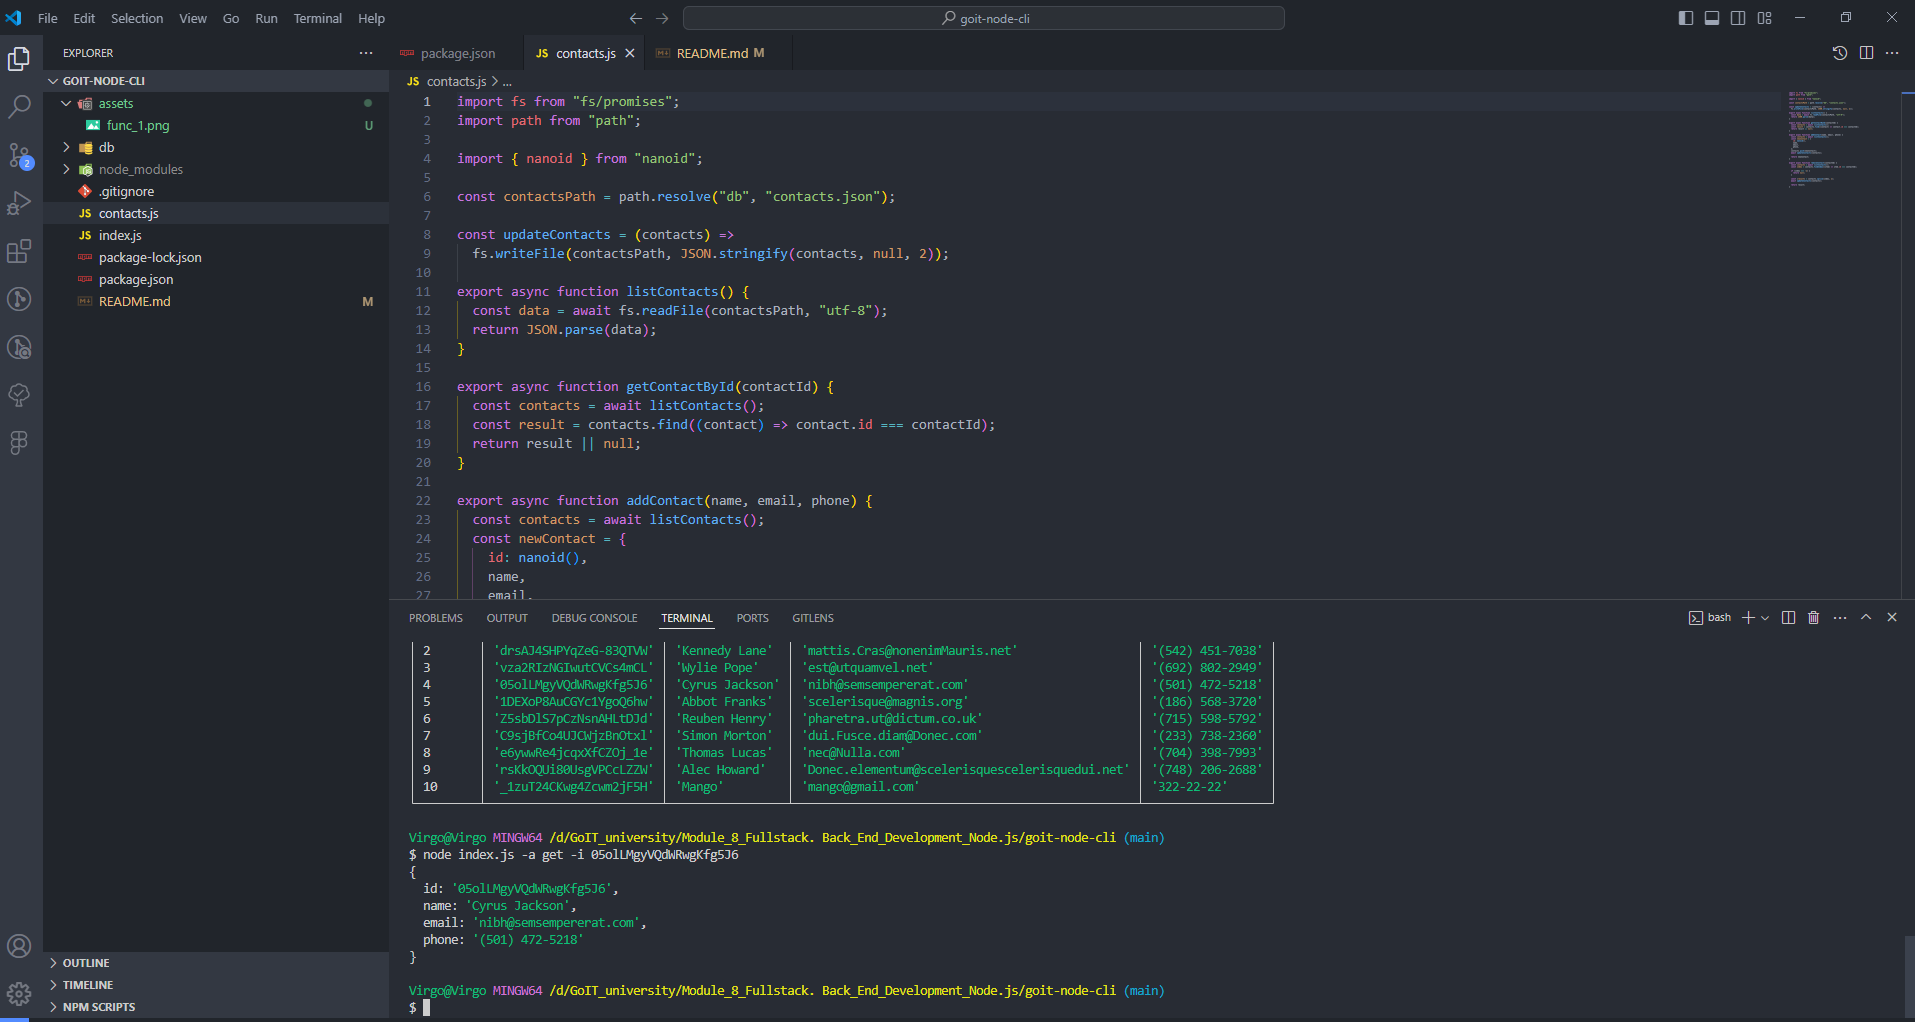 File Edit Selection View Go Run Terminal Help
goit-node-cli
EXPLORER
GOIT-NODE-CLI
assets
func_1.png U
db
node_modules
.gitignore
JS contacts.js
JS index.js
package-lock.json
package.json
README.md M
2
OUTLINE
TIMELINE
NPM SCRIPTS
package.json JS contacts.js README.md M
JS contacts.js > ...
1 import fs from "fs/promises";
2 import path from "path";
3
4 import { nanoid } from "nanoid";
5
6 const contactsPath = path.resolve("db", "contacts.json");
7
8 const updateContacts = (contacts) =>
9 fs.writeFile(contactsPath, JSON.stringify(contacts, null, 2));
10
11 export async function listContacts() {
12 const data = await fs.readFile(contactsPath, "utf-8");
13 return JSON.parse(data);
14 }
15
16 export async function getContactById(contactId) {
17 const contacts = await listContacts();
18 const result = contacts.find((contact) => contact.id === contactId);
19 return result || null;
20 }
21
22 export async function addContact(name, email, phone) {
23 const contacts = await listContacts();
24 const newContact = {
25 id: nanoid(),
26 name,
27 email,
PROBLEMS OUTPUT DEBUG CONSOLE TERMINAL PORTS GITLENS bash
2 'drsAJ4SHPYqZeG-83QTVW' 'Kennedy Lane' 'mattis.Cras@nonenimMauris.net' '(542) 451-7038'
3 'vza2RIzNGIwutCVCs4mCL' 'Wylie Pope' 'est@utquamvel.net' '(692) 802-2949'
4 '05olLMgyVQdWRwgKfg5J6' 'Cyrus Jackson' 'nibh@semsempererat.com' '(501) 472-5218'
5 '1DEXoP8AuCGYc1YgoQ6hw' 'Abbot Franks' 'scelerisque@magnis.org' '(186) 568-3720'
6 'Z5sbDlS7pCzNsnAHLtDJd' 'Reuben Henry' 'pharetra.ut@dictum.co.uk' '(715) 598-5792'
7 'C9sjBfCo4UJCWjzBnOtxl' 'Simon Morton' 'dui.Fusce.diam@Donec.com' '(233) 738-2360'
8 'e6ywwRe4jcqxXfCZOj_1e' 'Thomas Lucas' 'nec@Nulla.com' '(704) 398-7993'
9 'rsKkOQUi80UsgVPCcLZZW' 'Alec Howard' 'Donec.elementum@scelerisquescelerisquedui.net' '(748) 206-2688'
10 '_1zuT24CKwg4Zcwm2jF5H' 'Mango' 'mango@gmail.com' '322-22-22'
Virgo@Virgo MINGW64 /d/GoIT_university/Module_8_Fullstack. Back_End_Development_Node.js/goit-node-cli (main)
$ node index.js -a get -i 05olLMgyVQdWRwgKfg5J6
{
id: '05olLMgyVQdWRwgKfg5J6',
name: 'Cyrus Jackson',
email: 'nibh@semsempererat.com',
phone: '(501) 472-5218'
}
Virgo@Virgo MINGW64 /d/GoIT_university/Module_8_Fullstack. Back_End_Development_Node.js/goit-node-cli (main)
$